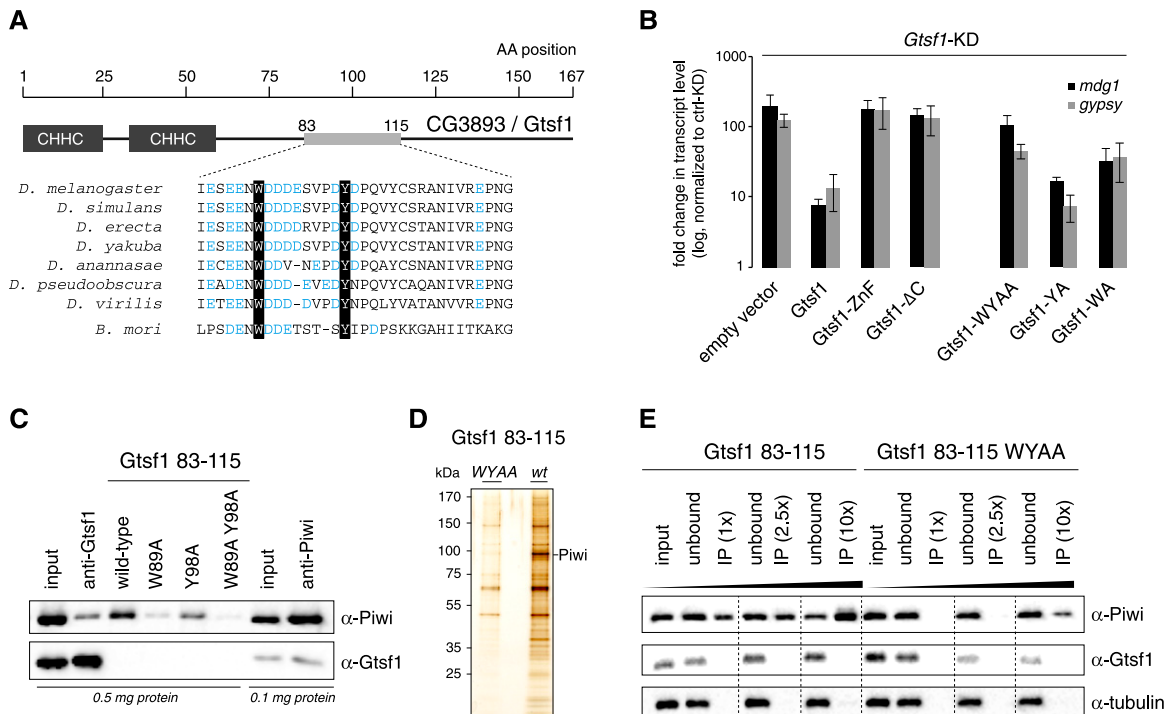 A
AA position
1 25 50 75 100 125 150 167
83 115 CG3893 / Gtsf1
CHHC CHHC
D. melanogaster IESEENWDDDESVPDYDPQVYCSRANIVREPNG
D. simulans IESEENWDDDESVPDYDPQVYCSRANIVREPNG
D. erecta IESEENWDDDDRVPDYDPQVYCSTANIVREPNG
D. yakuba IESEENWDDDDSVPDYDPQVYCSTANIVREPNG
D. anannasae IECEENWDDV-NEPDYDPQAYCSNANIVREPNG
D. pseudoobscura IEADENWDDD-EVEDYNPQVYCAQANVVREPNG
D. virilis IETEENWDDD-DVPDYNPQLYVATANVVREPNG
B. mori LPSDENWDDETST-SYIPDPSKKGAHIITKAKG
B
Gtsf1-KD
fold change in transcript level
(log, normalized to ctrl-KD)
1000
100
10
1
mdg1
gypsy
empty vector
Gtsf1
Gtsf1-ZnF
Gtsf1-ΔC
Gtsf1-WYAA
Gtsf1-YA
Gtsf1-WA
C
Gtsf1 83-115
input
anti-Gtsf1
wild-type
W89A
Y98A
W89A Y98A
input
anti-Piwi
α-Piwi
α-Gtsf1
0.5 mg protein 0.1 mg protein
D
Gtsf1 83-115
kDa WYAA wt
170
150
100
75
55
35
25
Piwi
E
Gtsf1 83-115 Gtsf1 83-115 WYAA
input
unbound
IP (1x)
unbound
IP (2.5x)
unbound
IP (10x)
input
unbound
IP (1x)
unbound
IP (2.5x)
unbound
IP (10x)
α-Piwi
α-Gtsf1
α-tubulin